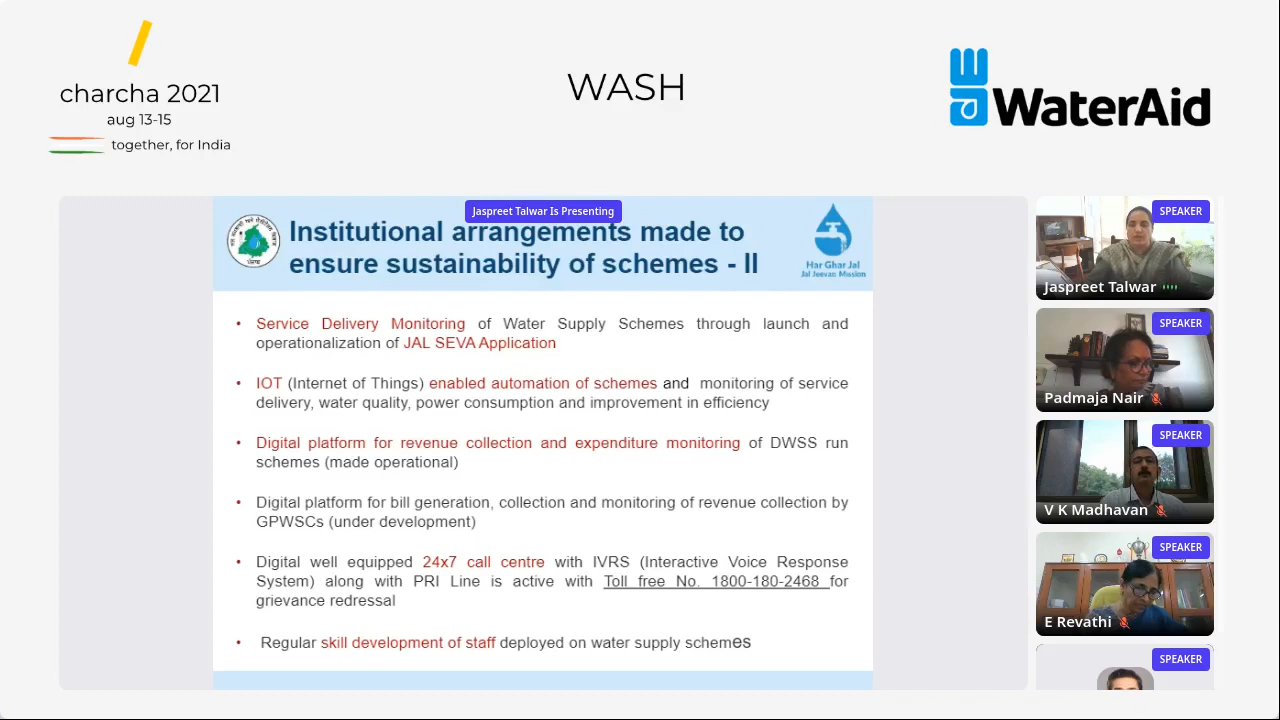 charcha 2021
aug 13-15
together, for India
WASH
WaterAid
Jaspreet Talwar Is Presenting
Institutional arrangements made to
ensure sustainability of schemes - II
Har Ghar Jal
Jal Jeevan Mission
• Service Delivery Monitoring of Water Supply Schemes through launch and
operationalization of JAL SEVA Application
• IOT (Internet of Things) enabled automation of schemes and monitoring of service
delivery, water quality, power consumption and improvement in efficiency
• Digital platform for revenue collection and expenditure monitoring of DWSS run
schemes (made operational)
• Digital platform for bill generation, collection and monitoring of revenue collection by
GPWSCs (under development)
• Digital well equipped 24x7 call centre with IVRS (Interactive Voice Response
System) along with PRI Line is active with Toll free No. 1800-180-2468 for
grievance redressal
• Regular skill development of staff deployed on water supply schemes
SPEAKER
Jaspreet Talwar
SPEAKER
Padmaja Nair
SPEAKER
V K Madhavan
SPEAKER
E Revathi
SPEAKER